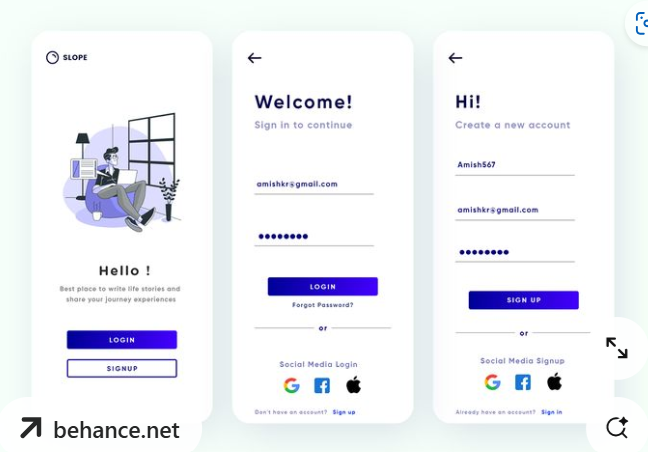 SLOPE
Hello !
Best place to write life stories and
share your journey experiences
LOGIN
SIGNUP
Welcome!
Sign in to continue
amishkr@gmail.com
LOGIN
Forgot Password?
or
Social Media Login
Don't have an account? Sign up
Hi!
Create a new account
Amish567
amishkr@gmail.com
SIGN UP
or
Social Media Signup
Already have an account? Sign in
behance.net